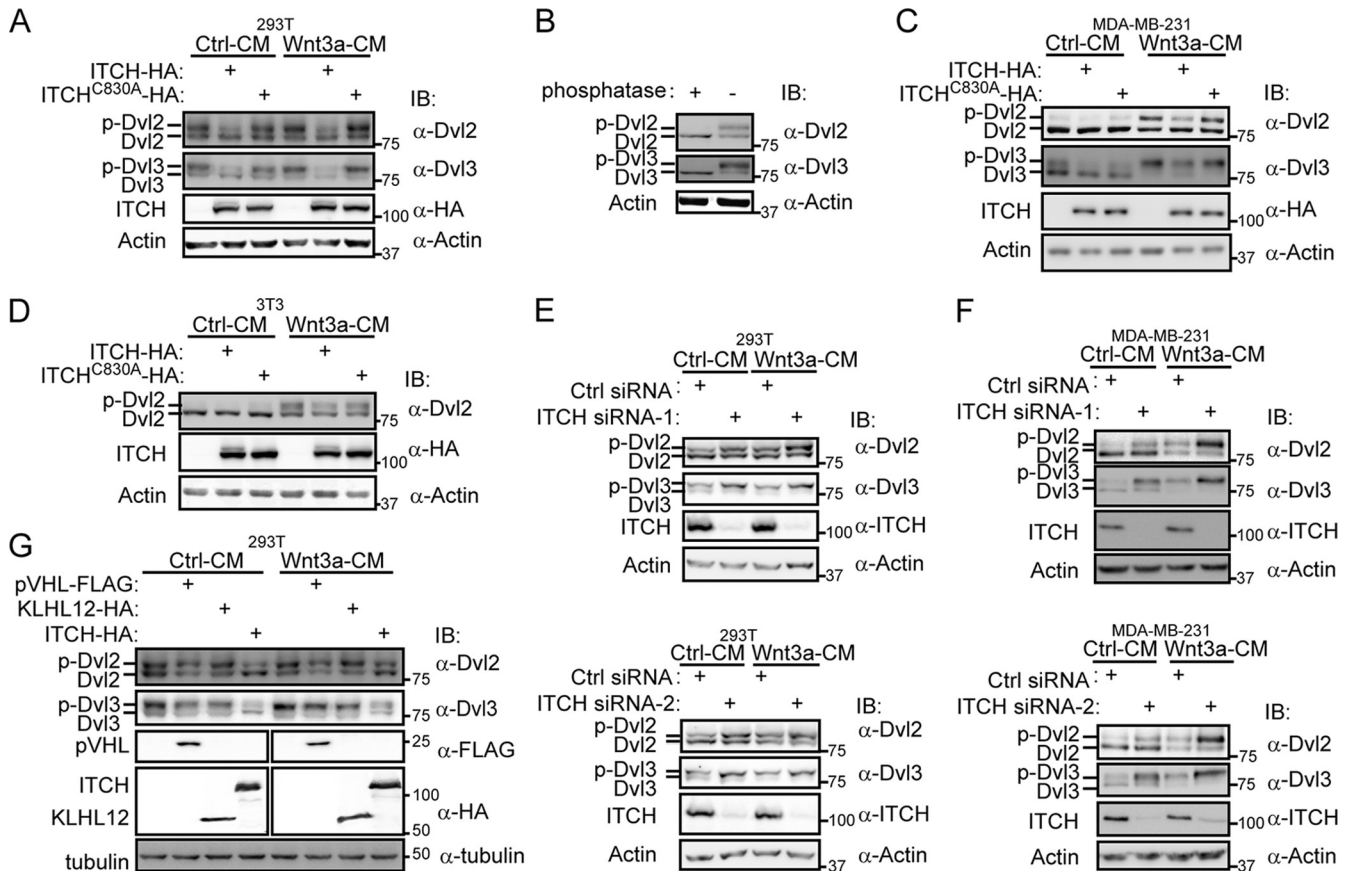 A
293T
Ctrl-CM Wnt3a-CM
ITCH-HA: + +
ITCHC830A-HA: + + IB:
p-Dvl2
Dvl2 75 α-Dvl2
p-Dvl3
Dvl3 75 α-Dvl3
ITCH 100 α-HA
Actin 37 α-Actin
B
phosphatase: + - IB:
p-Dvl2
Dvl2 75 α-Dvl2
p-Dvl3
Dvl3 75 α-Dvl3
Actin 37 α-Actin
C
MDA-MB-231
Ctrl-CM Wnt3a-CM
ITCH-HA: + +
ITCHC830A-HA: + + IB:
p-Dvl2
Dvl2 75 α-Dvl2
p-Dvl3
Dvl3 75 α-Dvl3
ITCH 100 α-HA
Actin 37 α-Actin
D
3T3
Ctrl-CM Wnt3a-CM
ITCH-HA: + +
ITCHC830A-HA: + + IB:
p-Dvl2
Dvl2 75 α-Dvl2
ITCH 100 α-HA
Actin 37 α-Actin
E
293T
Ctrl-CM Wnt3a-CM
Ctrl siRNA : + +
ITCH siRNA-1: + + IB:
p-Dvl2
Dvl2 75 α-Dvl2
p-Dvl3
Dvl3 75 α-Dvl3
ITCH 100 α-ITCH
Actin 37 α-Actin
293T
Ctrl-CM Wnt3a-CM
Ctrl siRNA : + +
ITCH siRNA-2: + + IB:
p-Dvl2
Dvl2 75 α-Dvl2
p-Dvl3
Dvl3 75 α-Dvl3
ITCH 100 α-ITCH
Actin 37 α-Actin
F
MDA-MB-231
Ctrl-CM Wnt3a-CM
Ctrl siRNA : + +
ITCH siRNA-1: + + IB:
p-Dvl2
Dvl2 75 α-Dvl2
p-Dvl3
Dvl3 75 α-Dvl3
ITCH 100 α-ITCH
Actin 37 α-Actin
MDA-MB-231
Ctrl-CM Wnt3a-CM
Ctrl siRNA : + +
ITCH siRNA-2: + + IB:
p-Dvl2
Dvl2 75 α-Dvl2
p-Dvl3
Dvl3 75 α-Dvl3
ITCH 100 α-ITCH
Actin 37 α-Actin
G
293T
Ctrl-CM Wnt3a-CM
pVHL-FLAG: + +
KLHL12-HA: + +
ITCH-HA: + + IB:
p-Dvl2
Dvl2 75 α-Dvl2
p-Dvl3
Dvl3 75 α-Dvl3
pVHL 25 α-FLAG
ITCH 100
α-HA
KLHL12 50
tubulin 50 α-tubulin